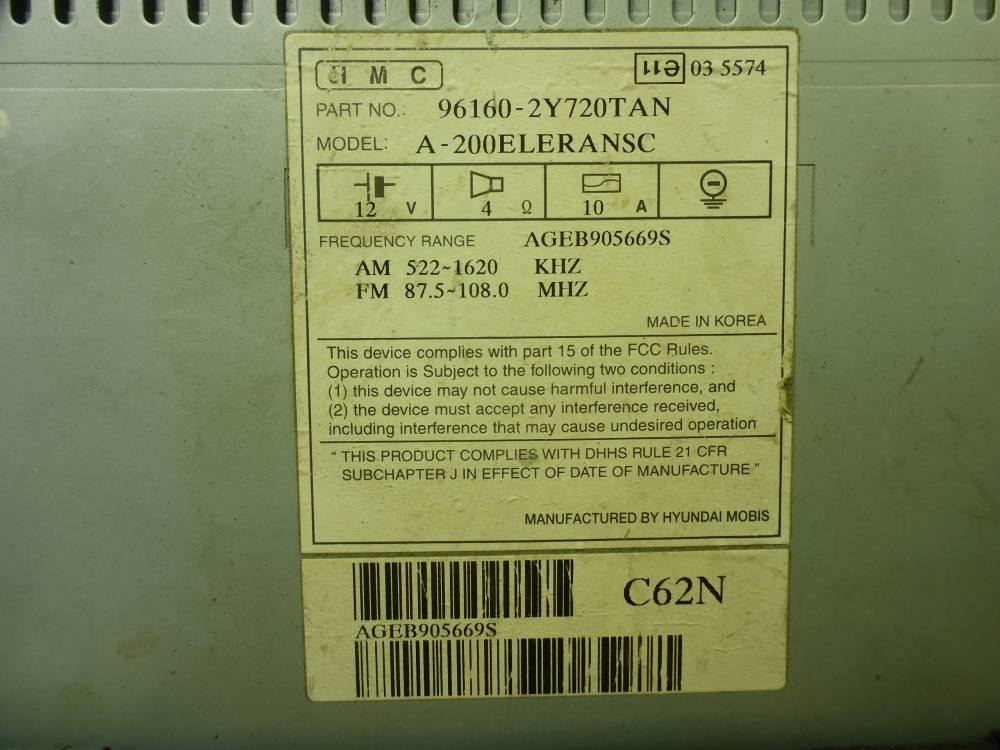 HMC
e11 03 5574
PART NO.: 96160-2Y720TAN
MODEL: A-200ELERANSC
12 V 4 Ω 10 A
FREQUENCY RANGE AGEB905669S
AM 522~1620 KHZ
FM 87.5~108.0 MHZ
MADE IN KOREA
This device complies with part 15 of the FCC Rules.
Operation is Subject to the following two conditions :
(1) this device may not cause harmful interference, and
(2) the device must accept any interference received,
including interference that may cause undesired operation
“ THIS PRODUCT COMPLIES WITH DHHS RULE 21 CFR
SUBCHAPTER J IN EFFECT OF DATE OF MANUFACTURE ”
MANUFACTURED BY HYUNDAI MOBIS
C62N
AGEB905669S